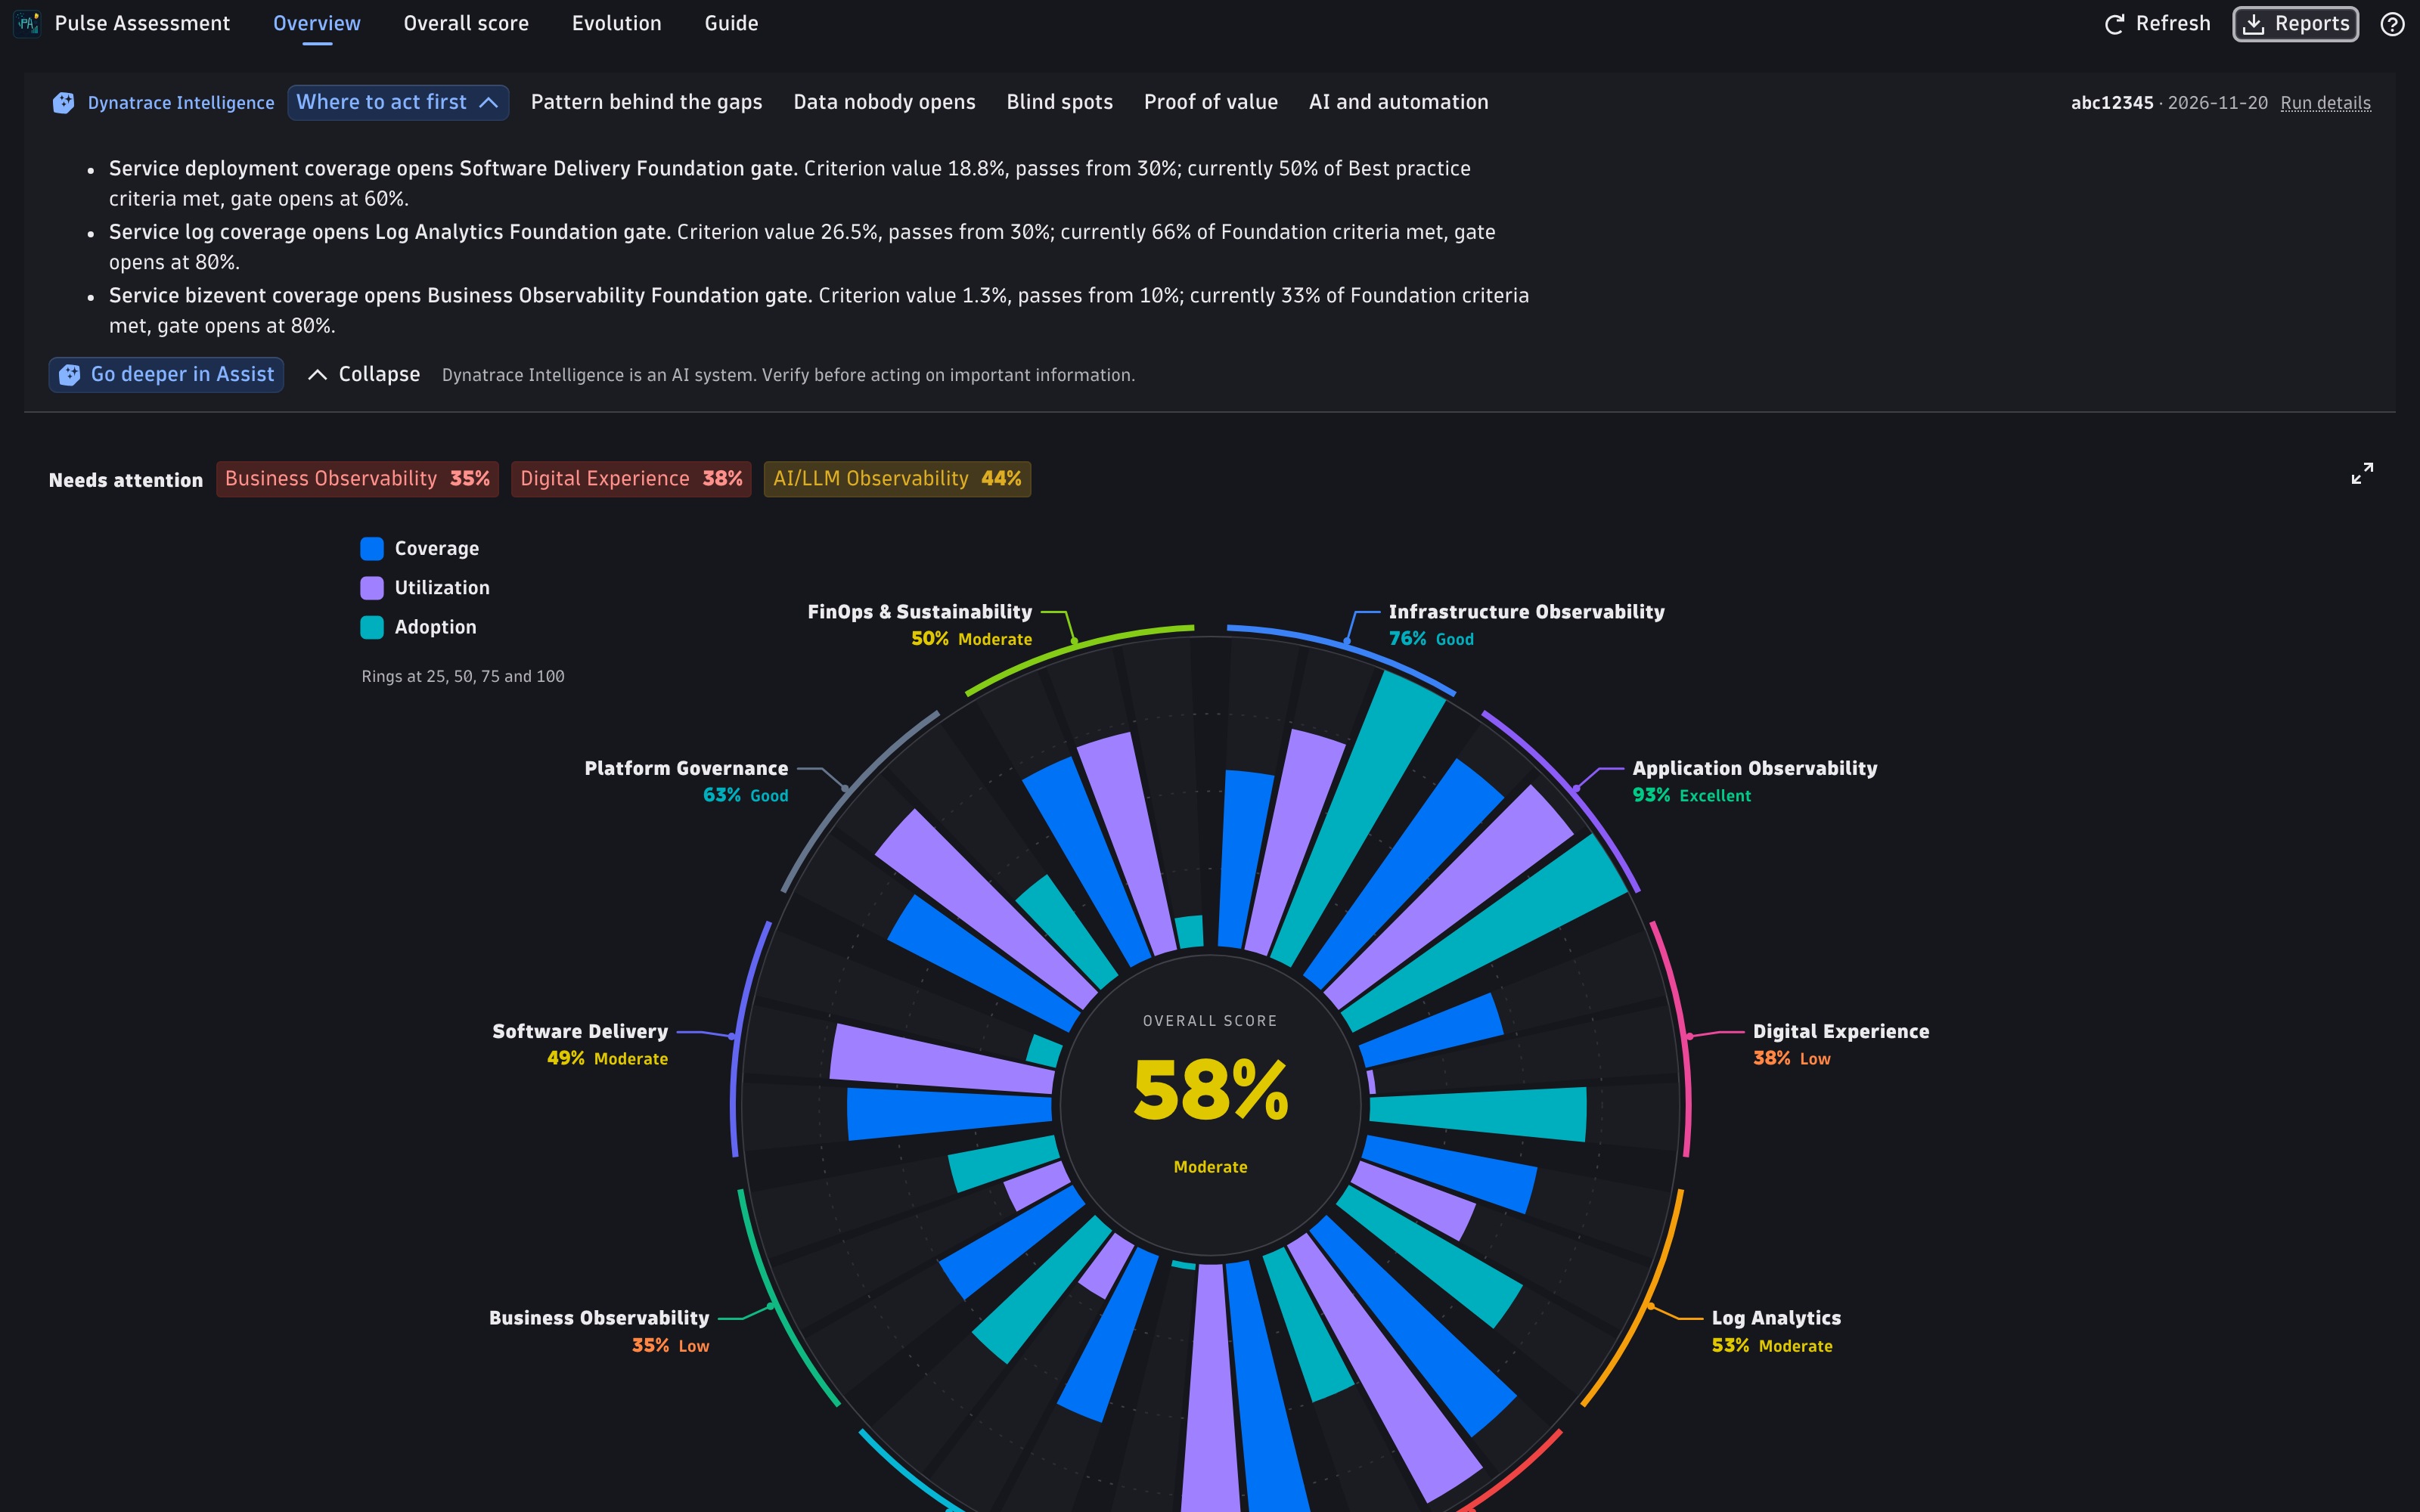 Pulse Assessment Overview Overall score Evolution Guide Refresh Reports
Dynatrace Intelligence Where to act first Pattern behind the gaps Data nobody opens Blind spots Proof of value AI and automation abc12345 · 2026-11-20 Run details
• Service deployment coverage opens Software Delivery Foundation gate. Criterion value 18.8%, passes from 30%; currently 50% of Best practice
criteria met, gate opens at 60%.
• Service log coverage opens Log Analytics Foundation gate. Criterion value 26.5%, passes from 30%; currently 66% of Foundation criteria met, gate
opens at 80%.
• Service bizevent coverage opens Business Observability Foundation gate. Criterion value 1.3%, passes from 10%; currently 33% of Foundation criteria
met, gate opens at 80%.
Go deeper in Assist Collapse Dynatrace Intelligence is an AI system. Verify before acting on important information.
Needs attention Business Observability 35% Digital Experience 38% AI/LLM Observability 44%
Coverage
Utilization
Adoption
Rings at 25, 50, 75 and 100
FinOps & Sustainability
50% Moderate
Infrastructure Observability
76% Good
Platform Governance
63% Good
Application Observability
93% Excellent
Software Delivery
49% Moderate
OVERALL SCORE
58%
Moderate
Digital Experience
38% Low
Business Observability
35% Low
Log Analytics
53% Moderate